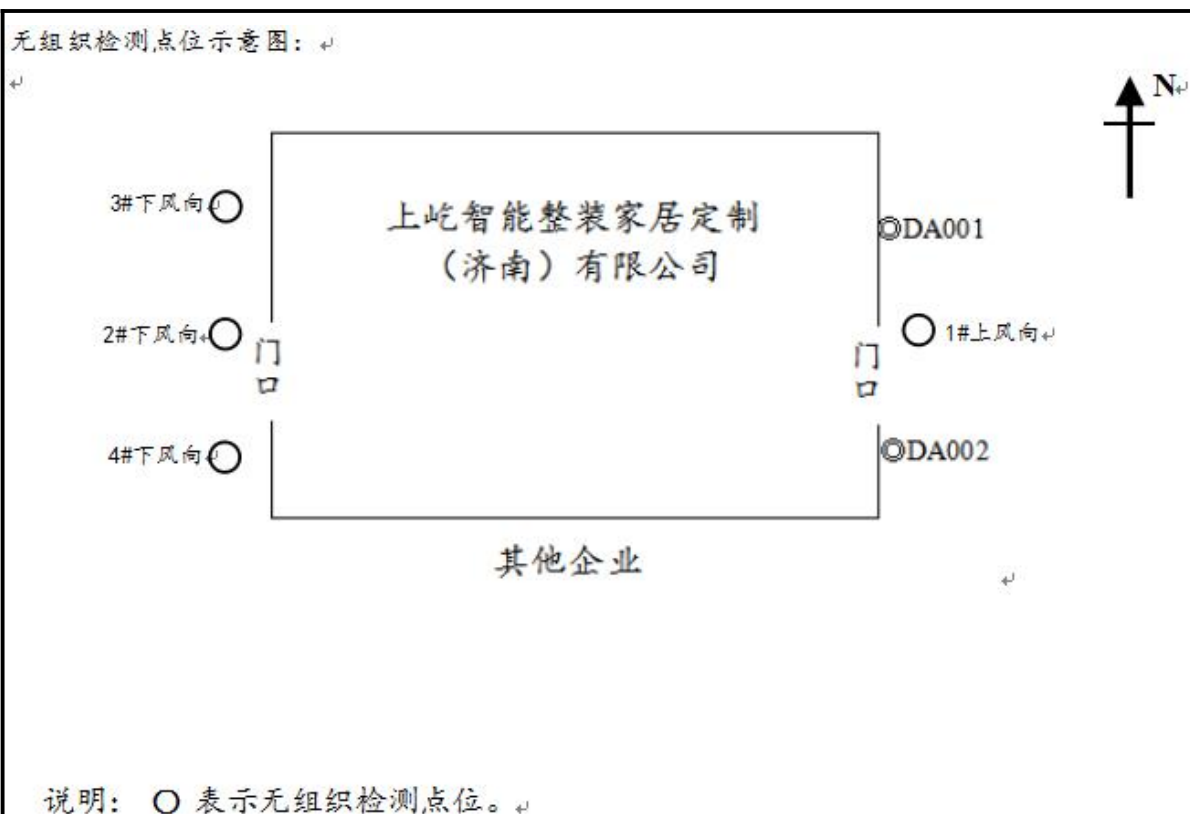 无组织检测点位示意图：
N
3#下风向
上屹智能整装家居定制
（济南）有限公司
DA001
2#下风向
门口
门口
1#上风向
4#下风向
DA002
其他企业
说明： ○ 表示无组织检测点位。